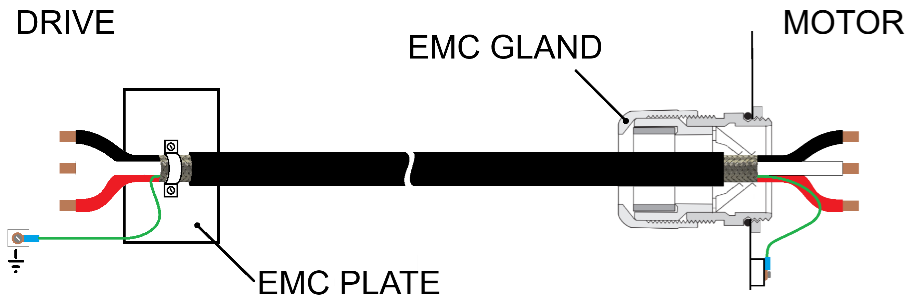 DRIVE
MOTOR
EMC GLAND
EMC PLATE